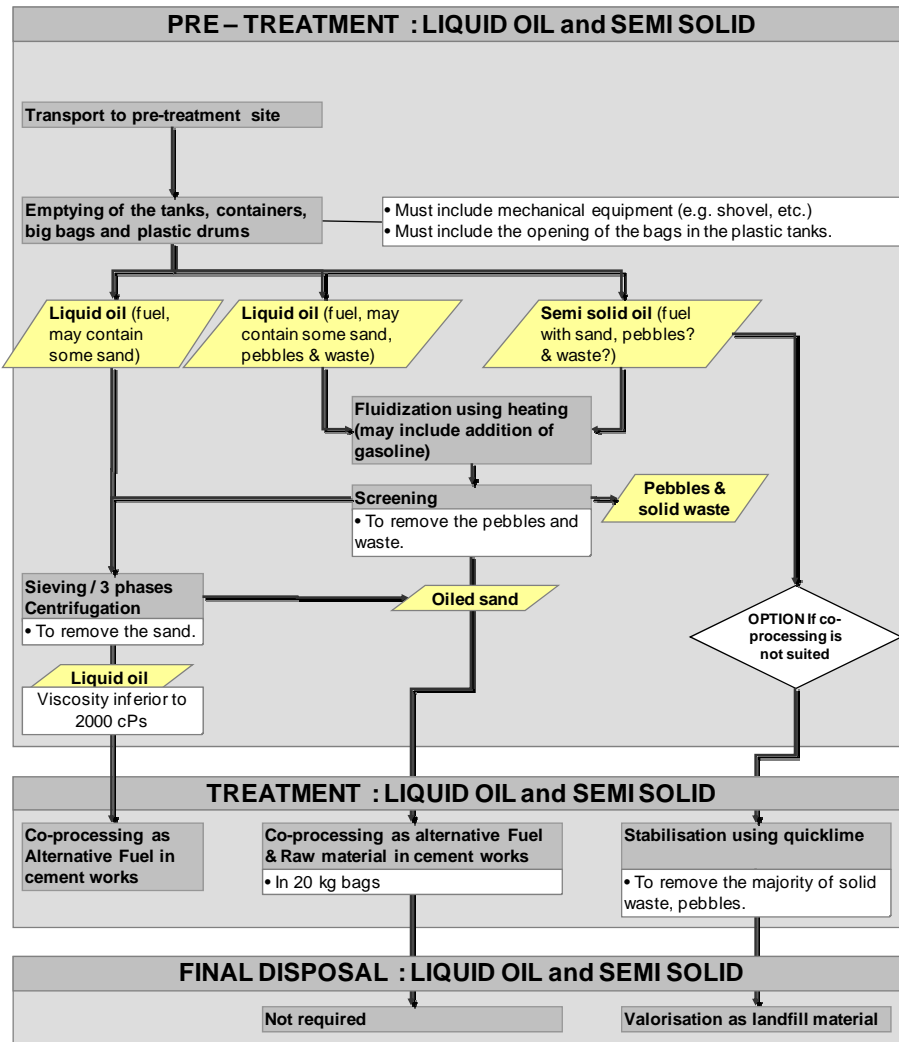 PRE – TREATMENT : LIQUID OIL and SEMI SOLID
Transport to pre-treatment site
Emptying of the tanks, containers,
big bags and plastic drums
• Must include mechanical equipment (e.g. shovel, etc.)
• Must include the opening of the bags in the plastic tanks.
Liquid oil (fuel,
may contain
some sand)
Liquid oil (fuel, may
contain some sand,
pebbles & waste)
Semi solid oil (fuel
with sand, pebbles?
& waste?)
Fluidization using heating
(may include addition of
gasoline)
Screening
• To remove the pebbles and
waste.
Pebbles &
solid waste
Sieving / 3 phases
Centrifugation
• To remove the sand.
Oiled sand
OPTION If co-
processing is
not suited
Liquid oil
Viscosity inferior to
2000 cPs
TREATMENT : LIQUID OIL and SEMI SOLID
Co-processing as
Alternative Fuel in
cement works
Co-processing as alternative Fuel
& Raw material in cement works
• In 20 kg bags
Stabilisation using quicklime
• To remove the majority of solid
waste, pebbles.
FINAL DISPOSAL : LIQUID OIL and SEMI SOLID
Not required
Valorisation as landfill material